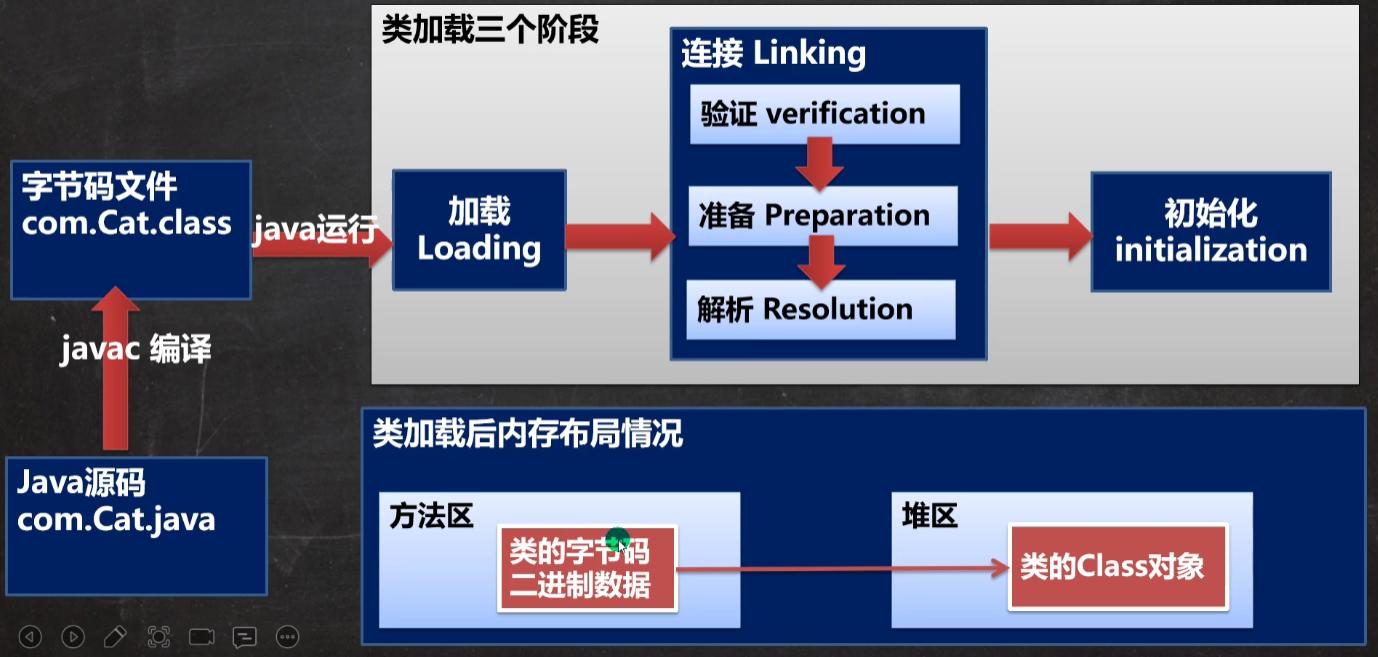 类加载三个阶段
连接 Linking
验证 verification
准备 Preparation
解析 Resolution
加载
Loading
初始化
initialization
字节码文件
com.Cat.class
java运行
javac 编译
Java源码
com.Cat.java
类加载后内存布局情况
方法区
类的字节码
二进制数据
堆区
类的Class对象